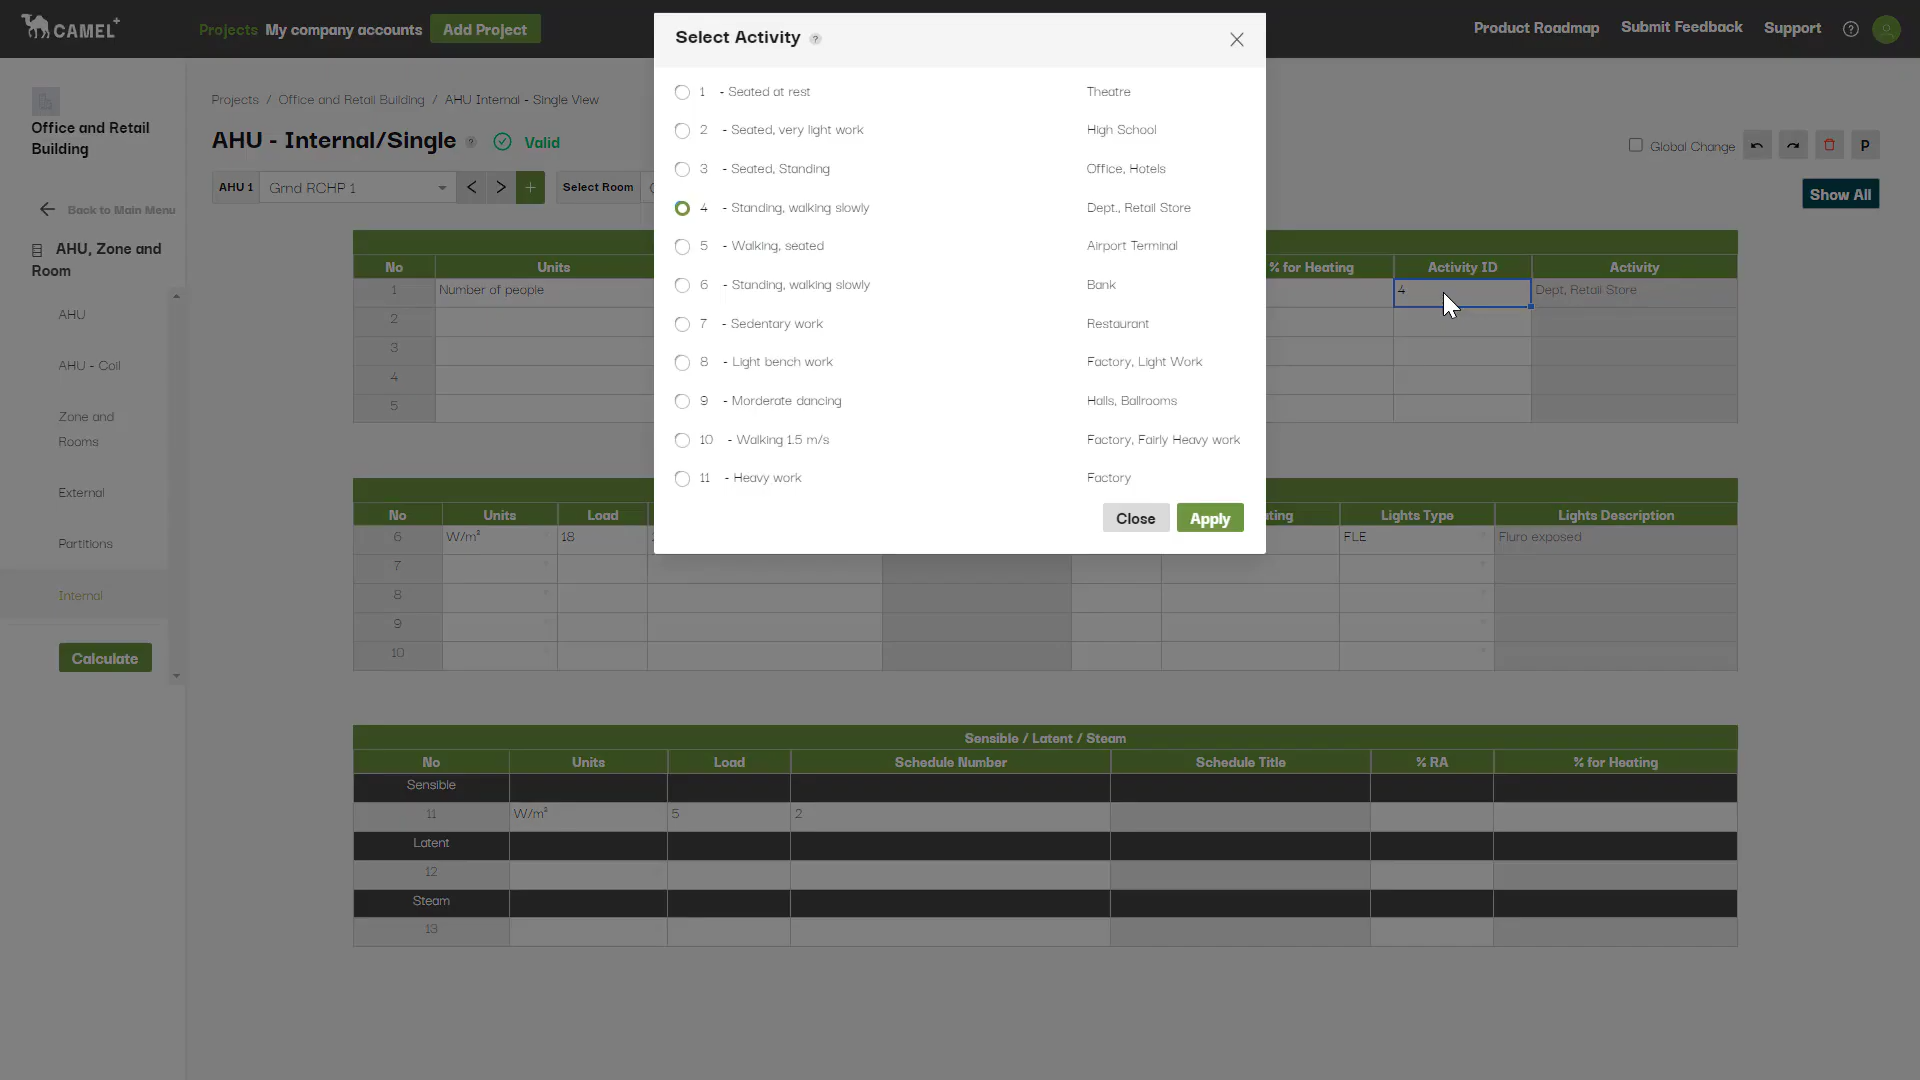 CAMEL+
Projects My company accounts Add Project
Product Roadmap Submit Feedback Support
Select Activity
1 - Seated at rest Theatre
2 - Seated, very light work High School
3 - Seated, Standing Office, Hotels
4 - Standing, walking slowly Dept., Retail Store
5 - Walking, seated Airport Terminal
6 - Standing, walking slowly Bank
7 - Sedentary work Restaurant
8 - Light bench work Factory, Light Work
9 - Morderate dancing Halls, Ballrooms
10 - Walking 1.5 m/s Factory, Fairly Heavy work
11 - Heavy work Factory
Close Apply
Office and Retail
Building
Back to Main Menu
AHU, Zone and
Room
AHU
AHU - Coil
Zone and
Rooms
External
Partitions
Internal
Calculate
Projects / Office and Retail Building / AHU Internal - Single View
AHU - Internal/Single Valid
Global Change P
AHU 1 Grnd RCHP 1 < > + Select Room
Show All
No Units % for Heating Activity ID Activity
1 Number of people 4 Dept, Retail Store
2
3
4
5
No Units Load Lights Type Lights Description
6 W/m² 18 FLE Fluro exposed
7
8
9
10
Sensible / Latent / Steam
No Units Load Schedule Number Schedule Title % RA % for Heating
Sensible
11 W/m² 5 2
Latent
12
Steam
13